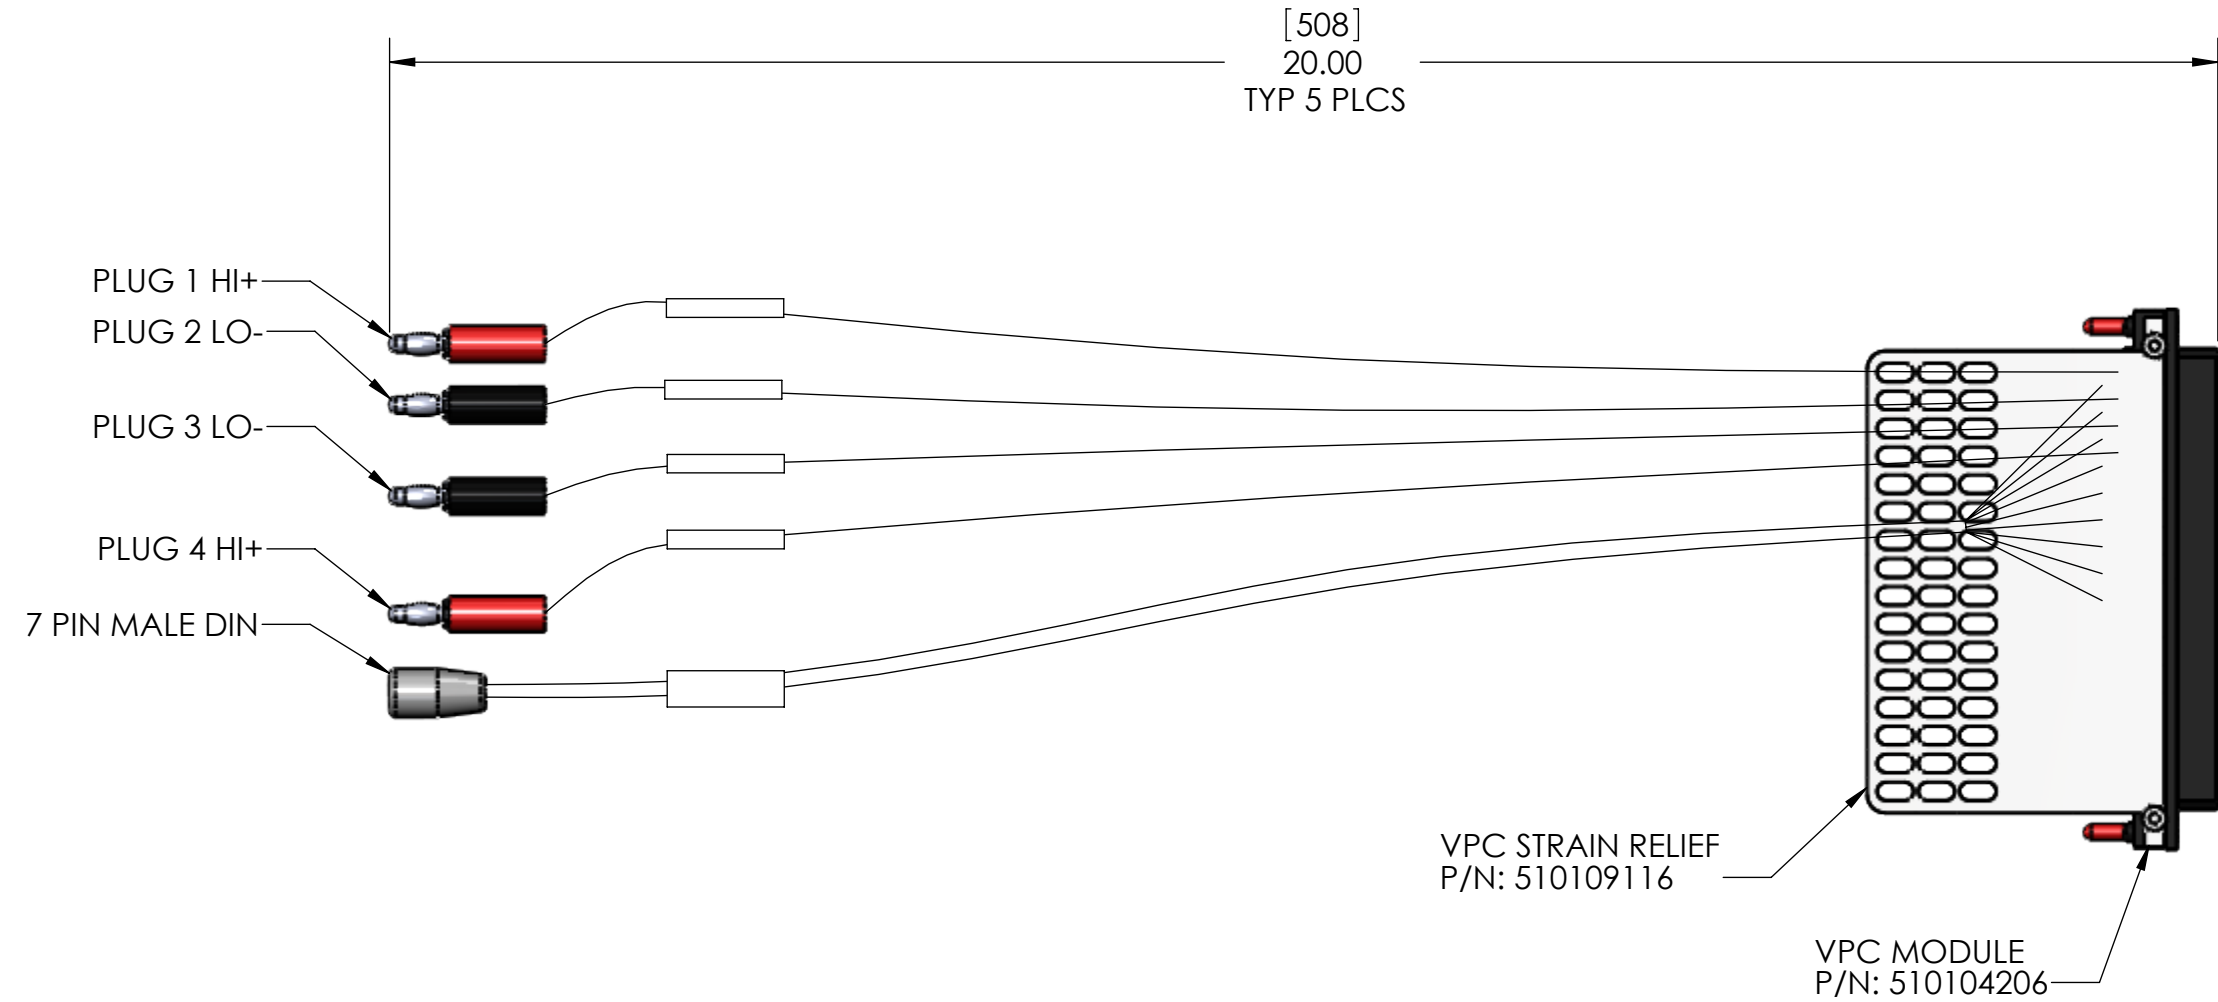 [508]
20.00
TYP 5 PLCS
PLUG 1 HI+
PLUG 2 LO-
PLUG 3 LO-
PLUG 4 HI+
7 PIN MALE DIN
VPC STRAIN RELIEF
P/N: 510109116
VPC MODULE
P/N: 510104206